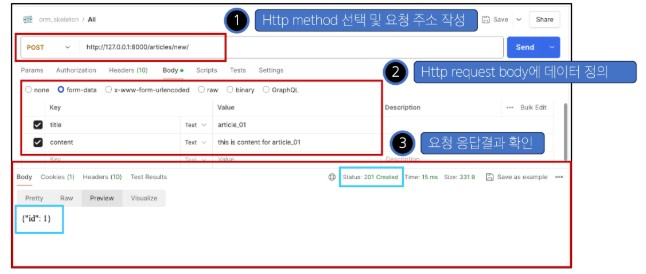 orm_skeleton / All
1 Http method 선택 및 요청 주소 작성
Save
Share
POST
http://127.0.0.1:8000/articles/new/
Send
Params Authorization Headers (10) Body Scripts Tests Settings
2 Http request body에 데이터 정의
none form-data x-www-form-urlencoded raw binary GraphQL
Key Value Description Bulk Edit
title Text article_01
content Text this is content for article_01
3 요청 응답결과 확인
Key Text Value Description
Body Cookies (1) Headers (10) Test Results
Status: 201 Created Time: 15 ms Size: 331 B Save as example
Pretty Raw Preview Visualize
{"id": 1}